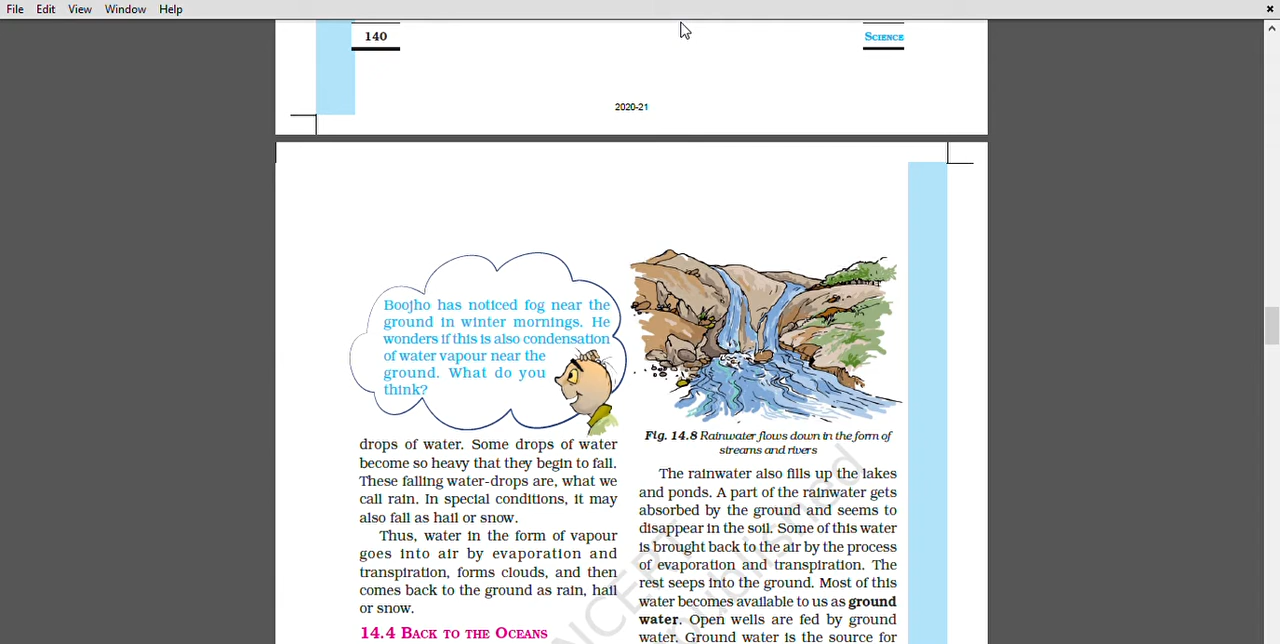 File Edit View Window Help
140
SCIENCE
2020-21
Boojho has noticed fog near the
ground in winter mornings. He
wonders if this is also condensation
of water vapour near the
ground. What do you
think?
drops of water. Some drops of water
become so heavy that they begin to fall.
These falling water-drops are, what we
call rain. In special conditions, it may
also fall as hail or snow.
Thus, water in the form of vapour
goes into air by evaporation and
transpiration, forms clouds, and then
comes back to the ground as rain, hail
or snow.
14.4 BACK TO THE OCEANS
Fig. 14.8 Rainwater flows down in the form of
streams and rivers
The rainwater also fills up the lakes
and ponds. A part of the rainwater gets
absorbed by the ground and seems to
disappear in the soil. Some of this water
is brought back to the air by the process
of evaporation and transpiration. The
rest seeps into the ground. Most of this
water becomes available to us as ground
water. Open wells are fed by ground
water. Ground water is the source for